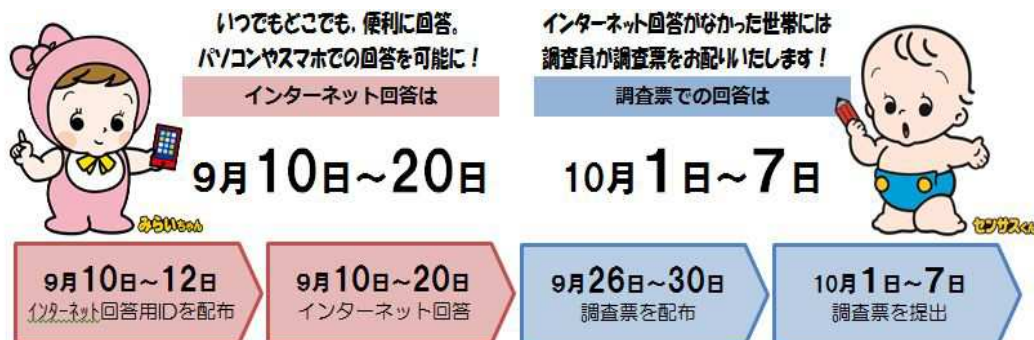 いつでもどこでも、便利に回答。
パソコンやスマホでの回答を可能に！
インターネット回答は
9月10日～20日
みらいちゃん
インターネット回答がなかった世帯には
調査員が調査票をお配りいたします！
調査票での回答は
10月1日～7日
センサスくん
9月10日～12日
インターネット回答用IDを配布
9月10日～20日
インターネット回答
9月26日～30日
調査票を配布
10月1日～7日
調査票を提出